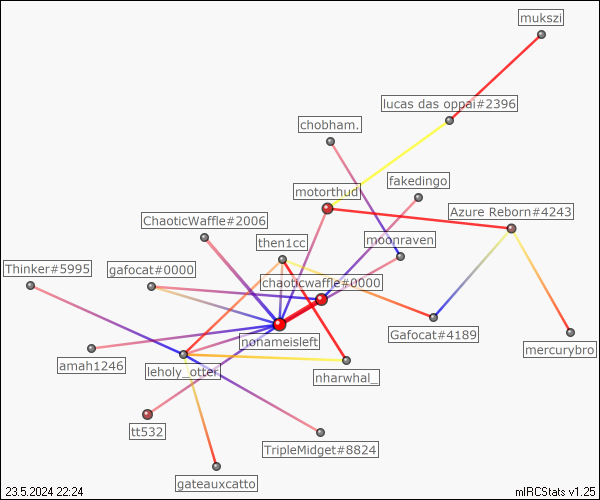 mukszi
lucas das oppai#2396
chobham.
fakedingo
motorthud
Azure Reborn#4243
ChaoticWaffle#2006
then1cc
moonraven
Thinker#5995
gafocat#0000
chaoticwaffle#0000
nonameisleft
Gafocat#4189
mercurybro
amah1246
leholy_otter
nharwhal_
tt532
TripleMidget#8824
gateauxcatto
23.5.2024 22:24
mIRCStats v1.25